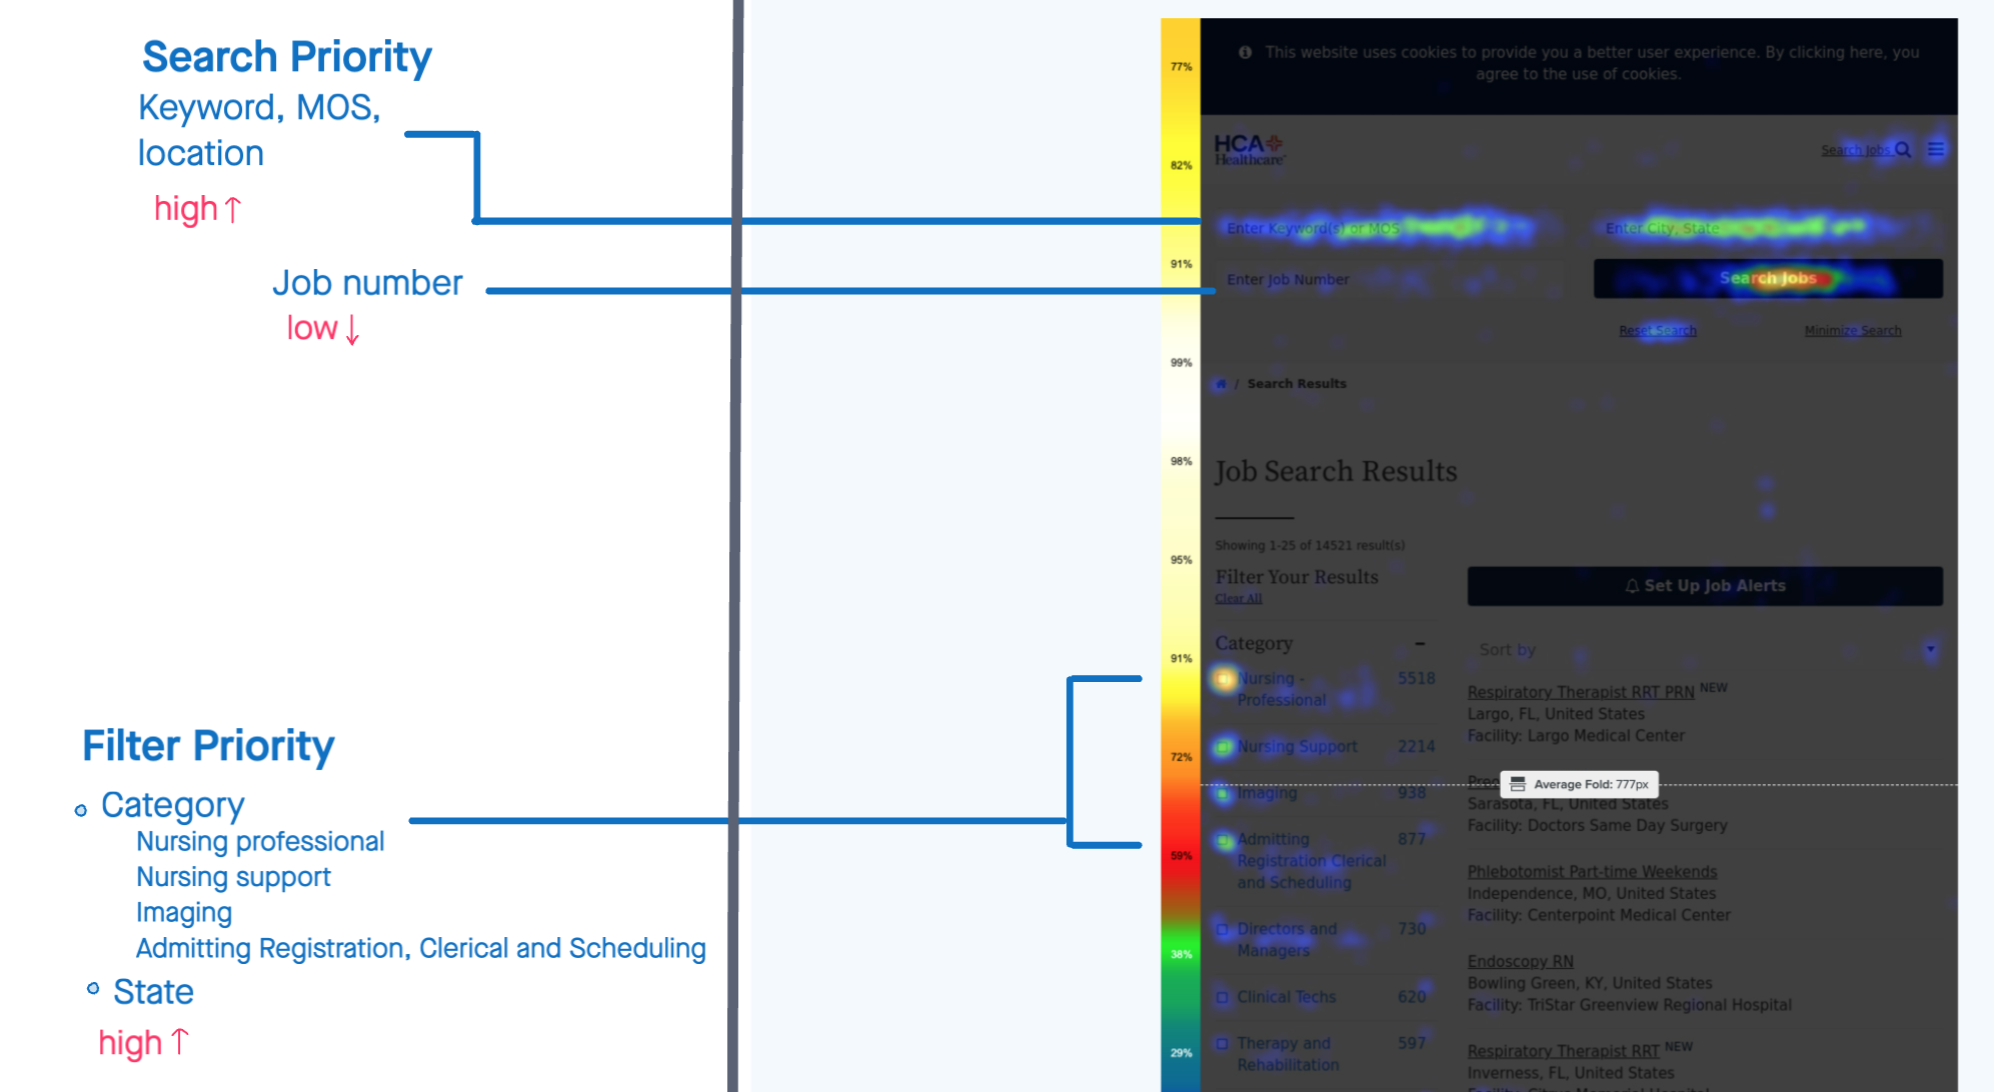 Search Priority
Keyword, MOS,
location
high ↑
Job number
low ↓
Filter Priority
Category
Nursing professional
Nursing support
Imaging
Admitting Registration, Clerical and Scheduling
State
high ↑
77%
82%
91%
99%
98%
95%
91%
72%
59%
38%
29%
This website uses cookies to provide you a better user experience. By clicking here, you
agree to the use of cookies.
HCA
Healthcare
Search Jobs
Enter Keyword(s) or MOS
Enter City, State
Enter Job Number
Search Jobs
Reset Search
Minimize Search
/ Search Results
Job Search Results
Showing 1-25 of 14521 result(s)
Filter Your Results
Clear All
Set Up Job Alerts
Category
Nursing - 5518
Professional
Nursing Support 2214
Imaging 938
Admitting 877
Registration Clerical
and Scheduling
Directors and 730
Managers
Clinical Techs 620
Therapy and 597
Rehabilitation
Sort by
Respiratory Therapist RRT PRN NEW
Largo, FL, United States
Facility: Largo Medical Center
Average Fold: 777px
Sarasota, FL, United States
Facility: Doctors Same Day Surgery
Phlebotomist Part-time Weekends
Independence, MO, United States
Facility: Centerpoint Medical Center
Endoscopy RN
Bowling Green, KY, United States
Facility: TriStar Greenview Regional Hospital
Respiratory Therapist RRT NEW
Inverness, FL, United States